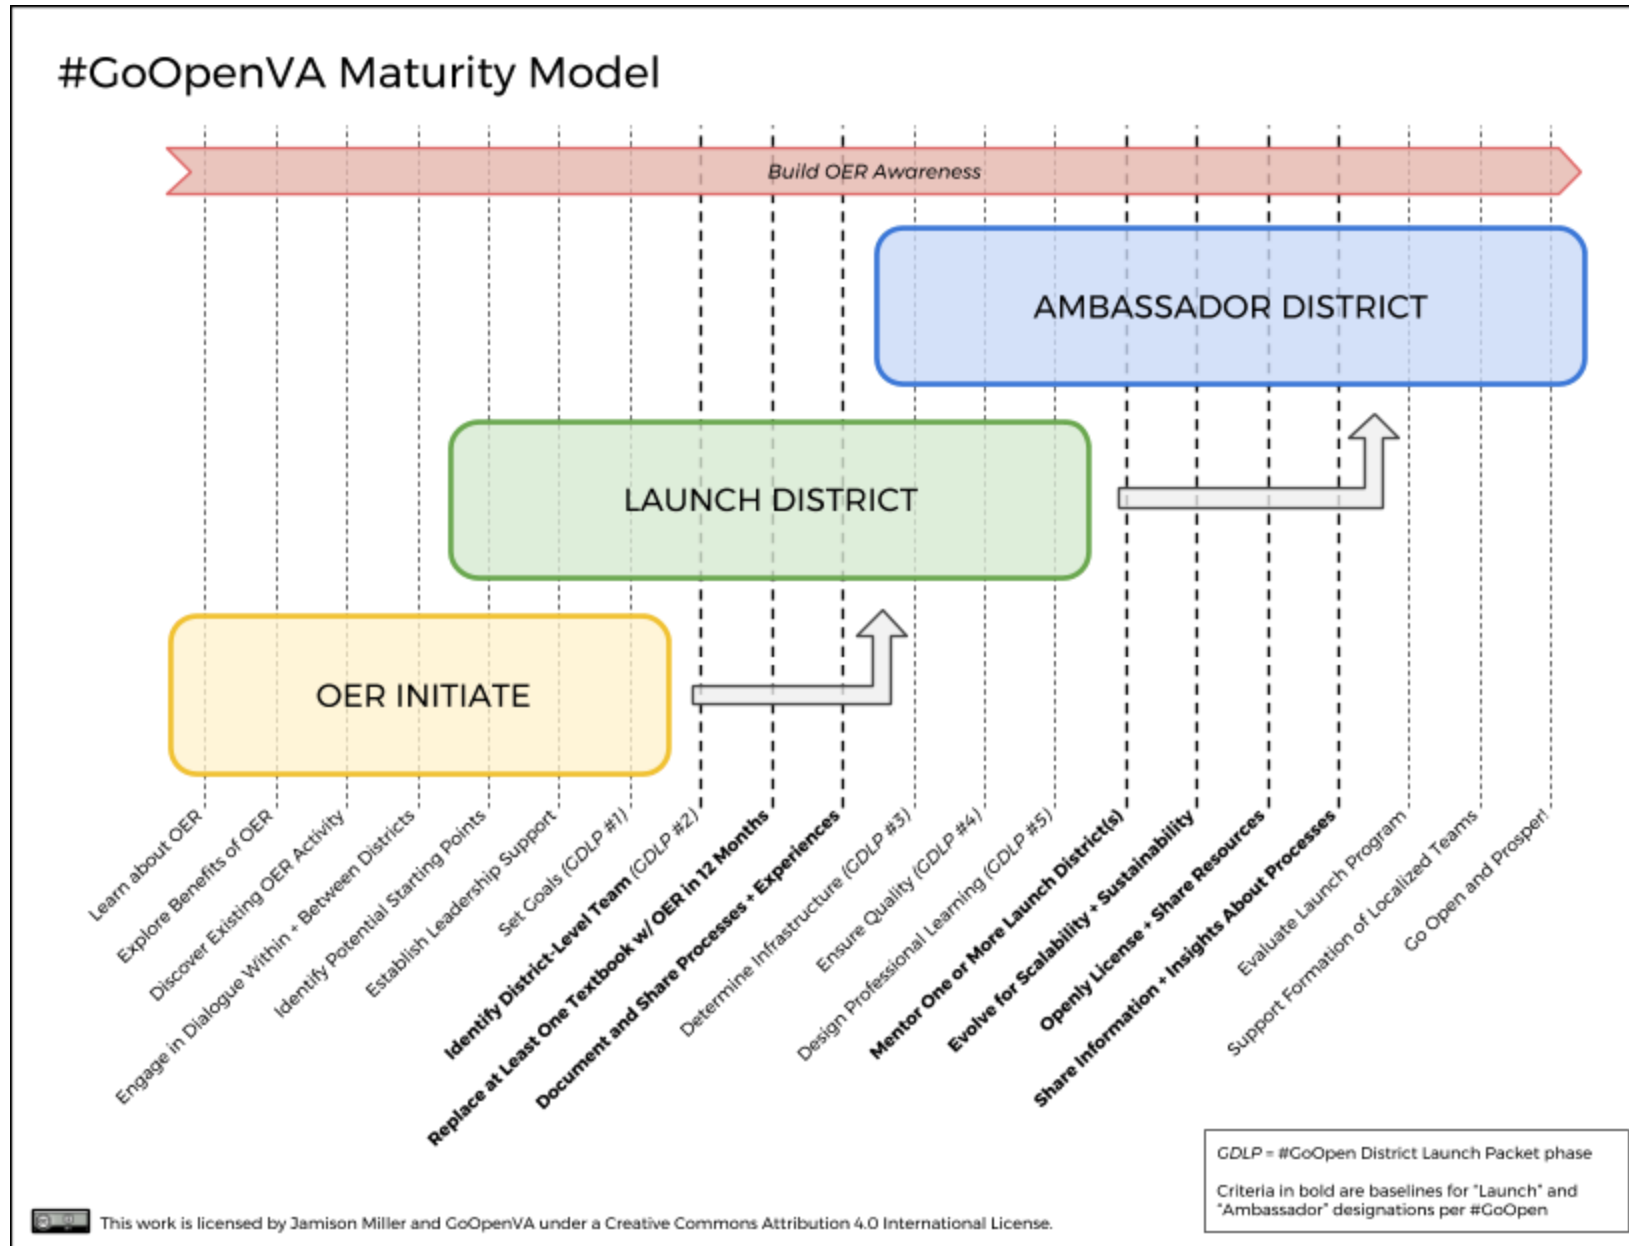 #GoOpenVA Maturity Model
Build OER Awareness
AMBASSADOR DISTRICT
LAUNCH DISTRICT
OER INITIATE
Learn about OER
Explore Benefits of OER
Discover Existing OER Activity
Engage in Dialogue Within + Between Districts
Identify Potential Starting Points
Establish Leadership Support
Set Goals (GDLP #1)
Identify District-Level Team (GDLP #2)
Replace at Least One Textbook w/ OER in 12 Months
Document and Share Processes + Experiences
Determine Infrastructure (GDLP #3)
Ensure Quality (GDLP #4)
Design Professional Learning (GDLP #5)
Mentor One or More Launch District(s)
Evolve for Scalability + Sustainability
Openly License + Share Resources
Share Information + Insights About Processes
Evaluate Launch Program
Support Formation of Localized Teams
Go Open and Prosper!
GDLP = #GoOpen District Launch Packet phase
Criteria in bold are baselines for "Launch" and
"Ambassador" designations per #GoOpen
This work is licensed by Jamison Miller and GoOpenVA under a Creative Commons Attribution 4.0 International License.